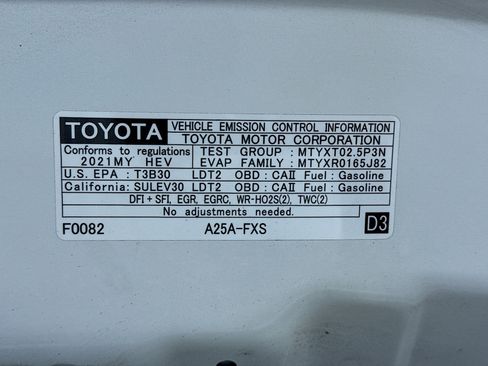 TOYOTA VEHICLE EMISSION CONTROL INFORMATION
TOYOTA MOTOR CORPORATION
Conforms to regulations TEST GROUP : MTYXT02.5P3N
2021MY HEV EVAP FAMILY : MTYXR0165J82
U.S. EPA : T3B30 LDT2 OBD : CAII Fuel : Gasoline
California: SULEV30 LDT2 OBD : CAII Fuel : Gasoline
DFI + SFI, EGR, EGRC, WR-HO2S(2), TWC(2)
No adjustments needed.
F0082 A25A-FXS D3